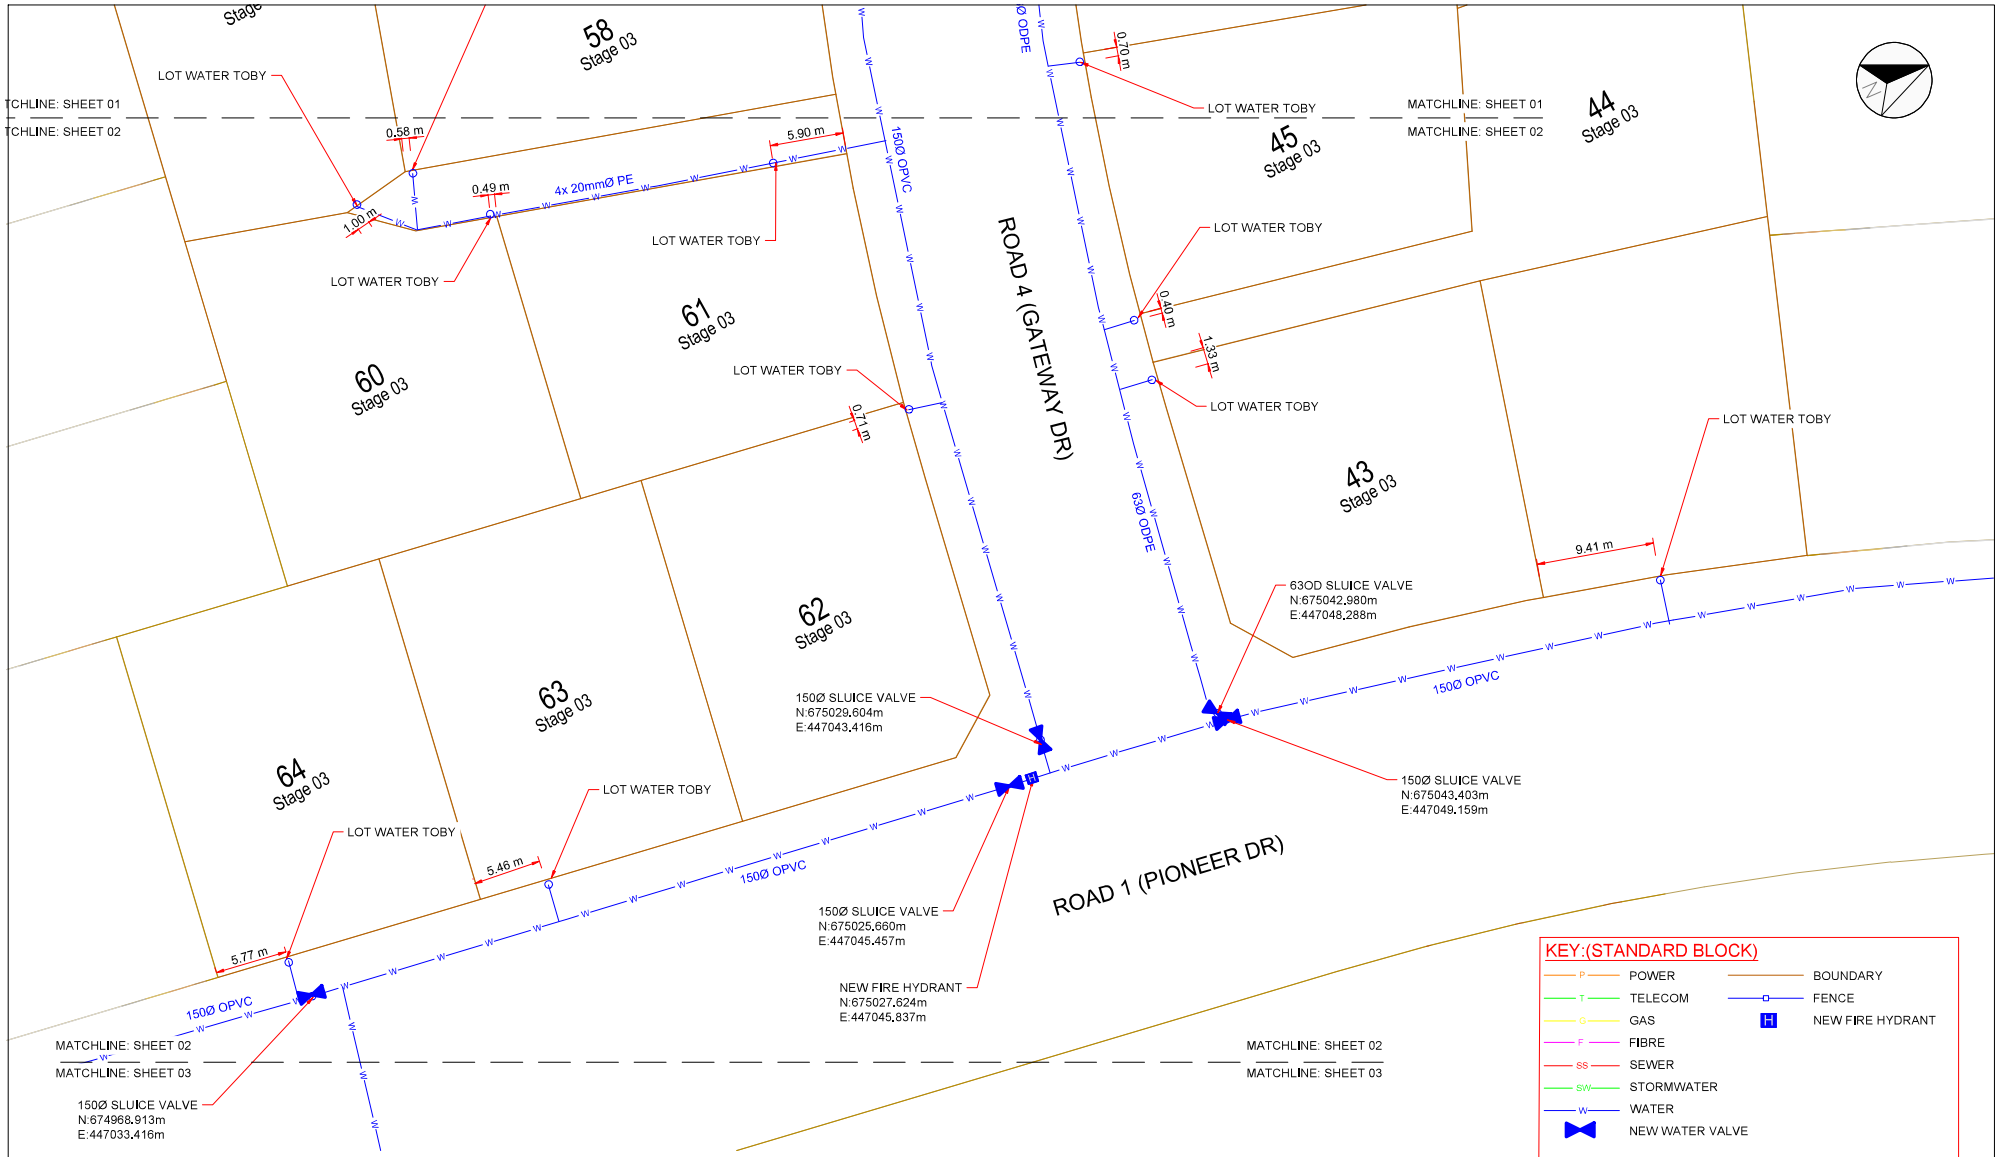 Stage
58
Stage 03
Ø ODPE
0.70 m
LOT WATER TOBY
TCHLINE: SHEET 01
TCHLINE: SHEET 02
LOT WATER TOBY
MATCHLINE: SHEET 01
MATCHLINE: SHEET 02
44
Stage 03
45
Stage 03
N
0.58 m
5.90 m
150Ø OPVC
0.49 m
4x 20mmØ PE
1.00 m
LOT WATER TOBY
LOT WATER TOBY
LOT WATER TOBY
ROAD 4 (GATEWAY DR)
0.40 m
61
Stage 03
1.33 m
60
Stage 03
LOT WATER TOBY
LOT WATER TOBY
0.71 m
LOT WATER TOBY
43
Stage 03
63Ø ODPE
9.41 m
63OD SLUICE VALVE
N:675042.980m
E:447048.288m
62
Stage 03
63
Stage 03
150Ø SLUICE VALVE
N:675029.604m
E:447043.416m
150Ø OPVC
64
Stage 03
LOT WATER TOBY
150Ø SLUICE VALVE
N:675043.403m
E:447049.159m
LOT WATER TOBY
5.46 m
150Ø OPVC
ROAD 1 (PIONEER DR)
150Ø SLUICE VALVE
N:675025.660m
E:447045.457m
5.77 m
NEW FIRE HYDRANT
N:675027.624m
E:447045.837m
150Ø OPVC
MATCHLINE: SHEET 02
MATCHLINE: SHEET 03
MATCHLINE: SHEET 02
MATCHLINE: SHEET 03
150Ø SLUICE VALVE
N:674968.913m
E:447033.416m
KEY:(STANDARD BLOCK)
P POWER
BOUNDARY
T TELECOM
FENCE
G GAS
H NEW FIRE HYDRANT
F FIBRE
SS SEWER
SW STORMWATER
W WATER
NEW WATER VALVE